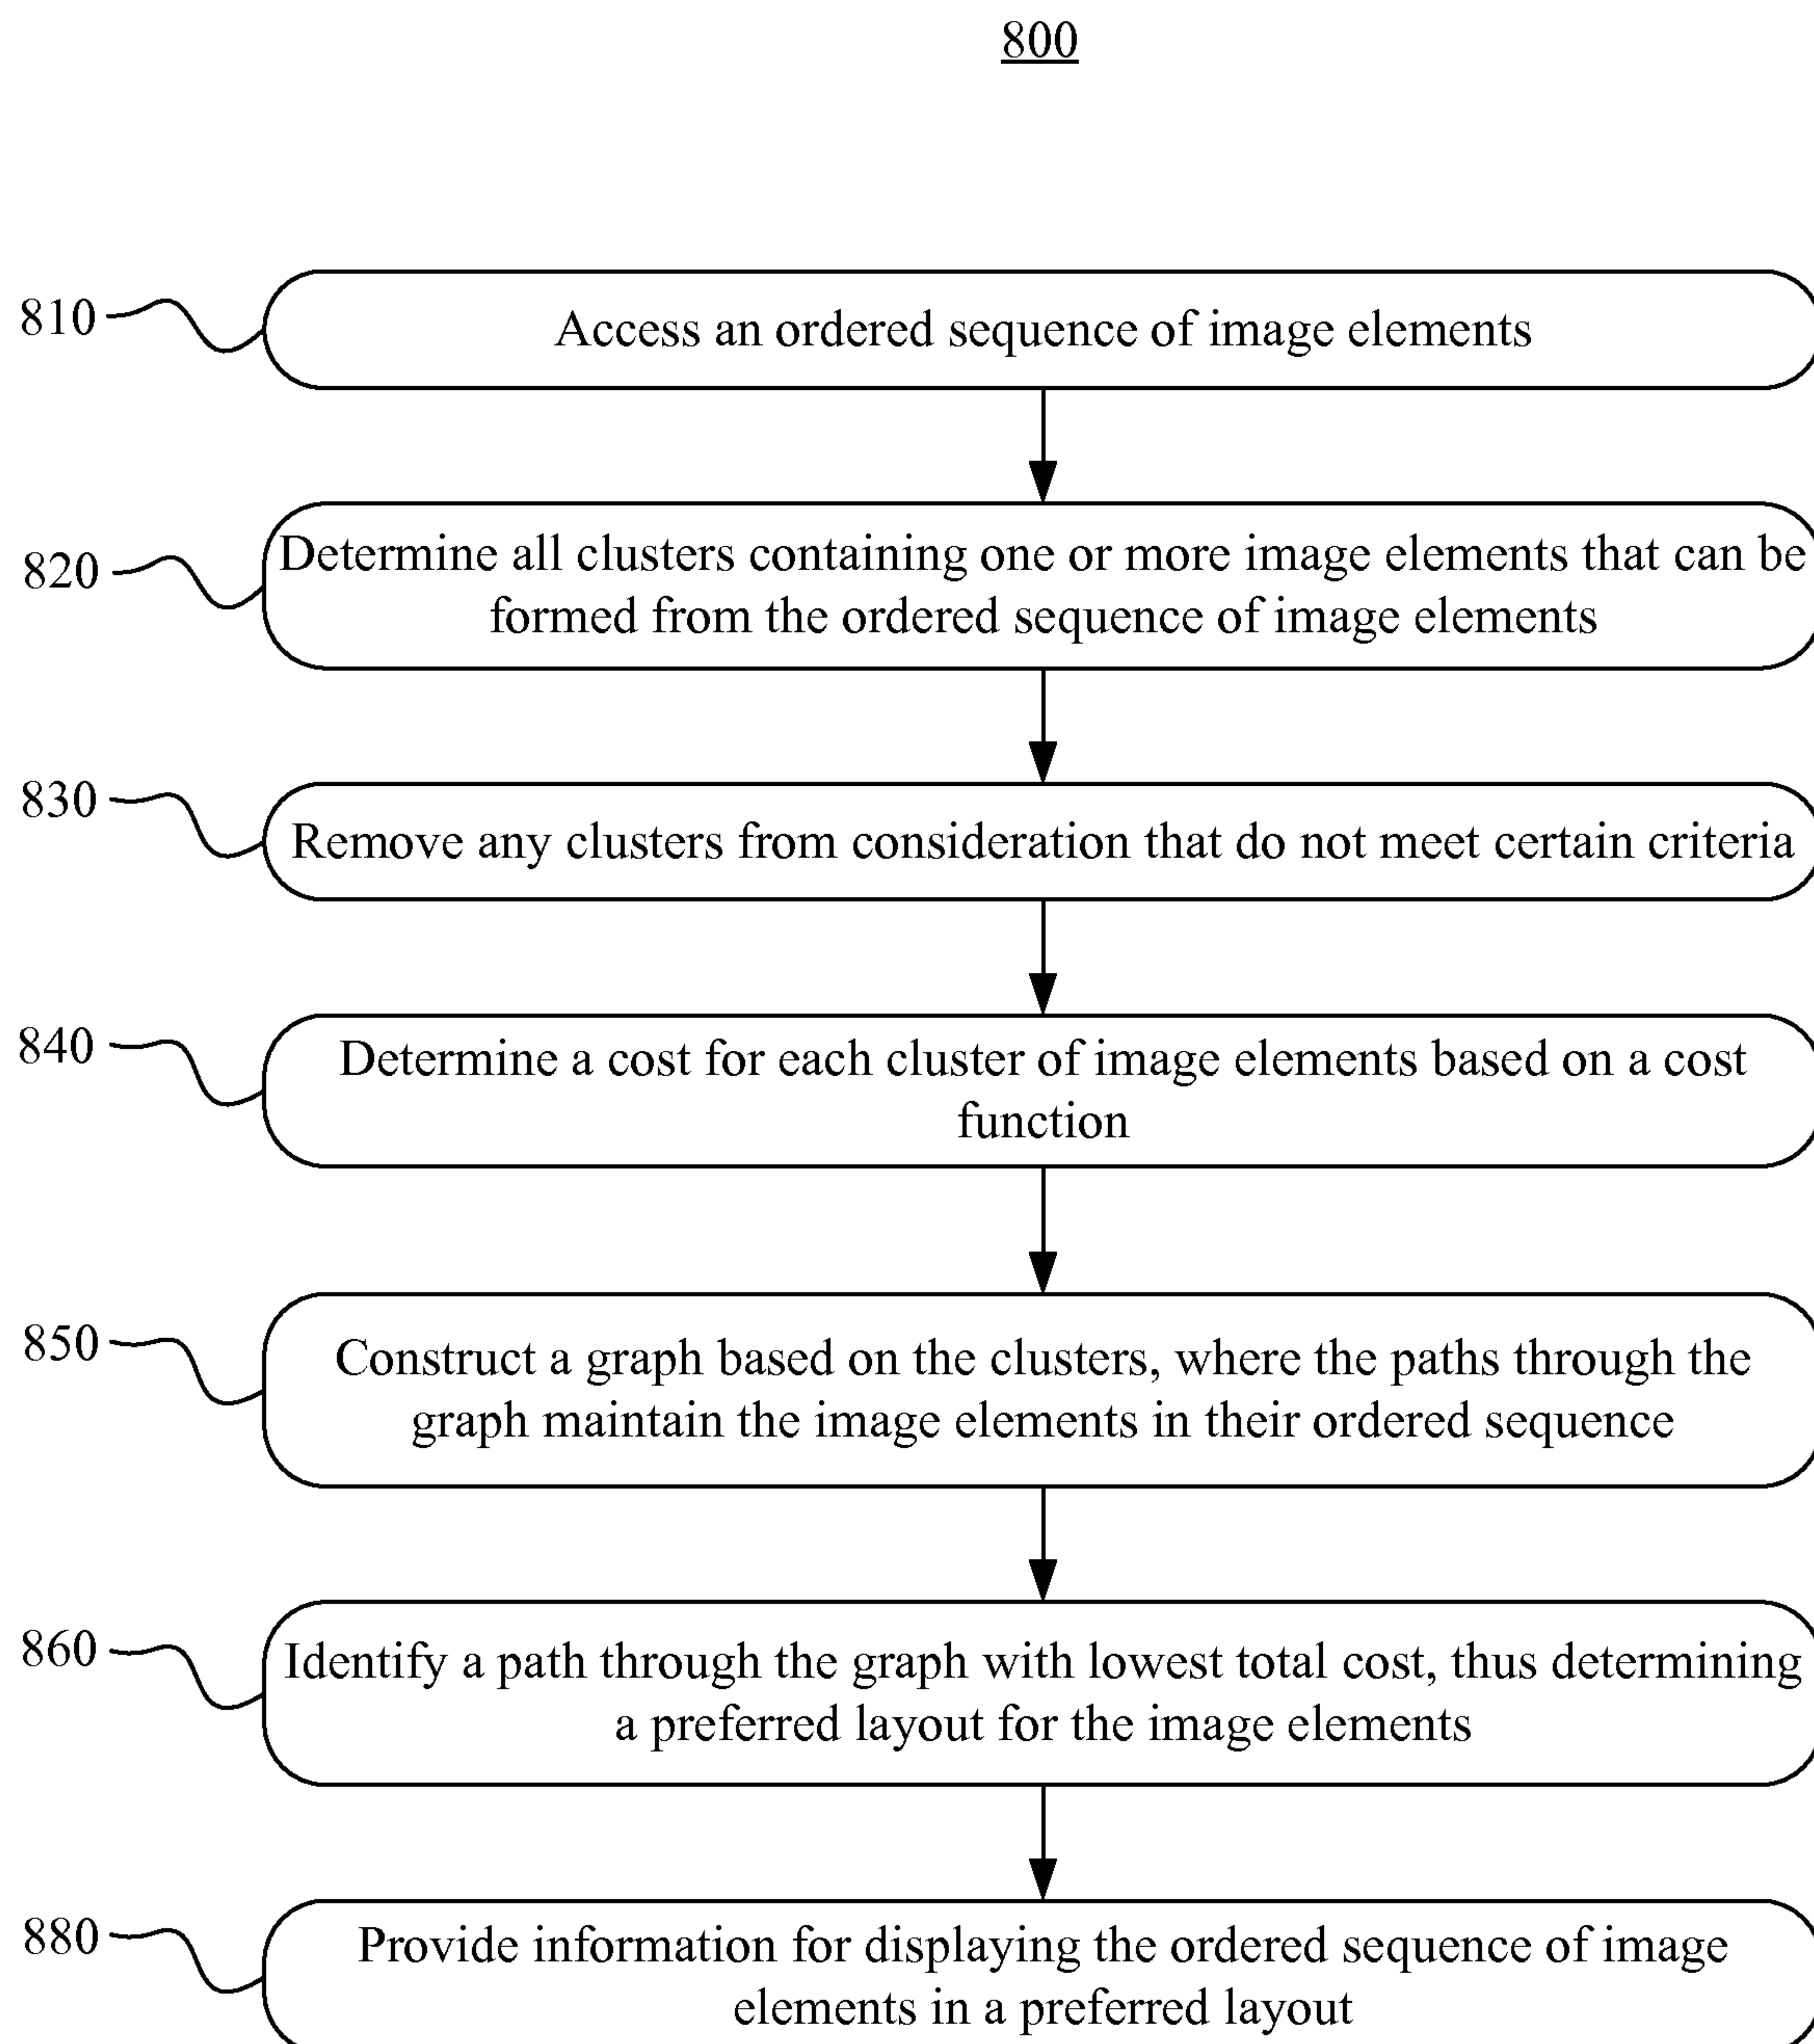 800
810
Access an ordered sequence of image elements
820
Determine all clusters containing one or more image elements that can be
formed from the ordered sequence of image elements
830
Remove any clusters from consideration that do not meet certain criteria
840
Determine a cost for each cluster of image elements based on a cost
function
850
Construct a graph based on the clusters, where the paths through the
graph maintain the image elements in their ordered sequence
860
Identify a path through the graph with lowest total cost, thus determining
a preferred layout for the image elements
880
Provide information for displaying the ordered sequence of image
elements in a preferred layout